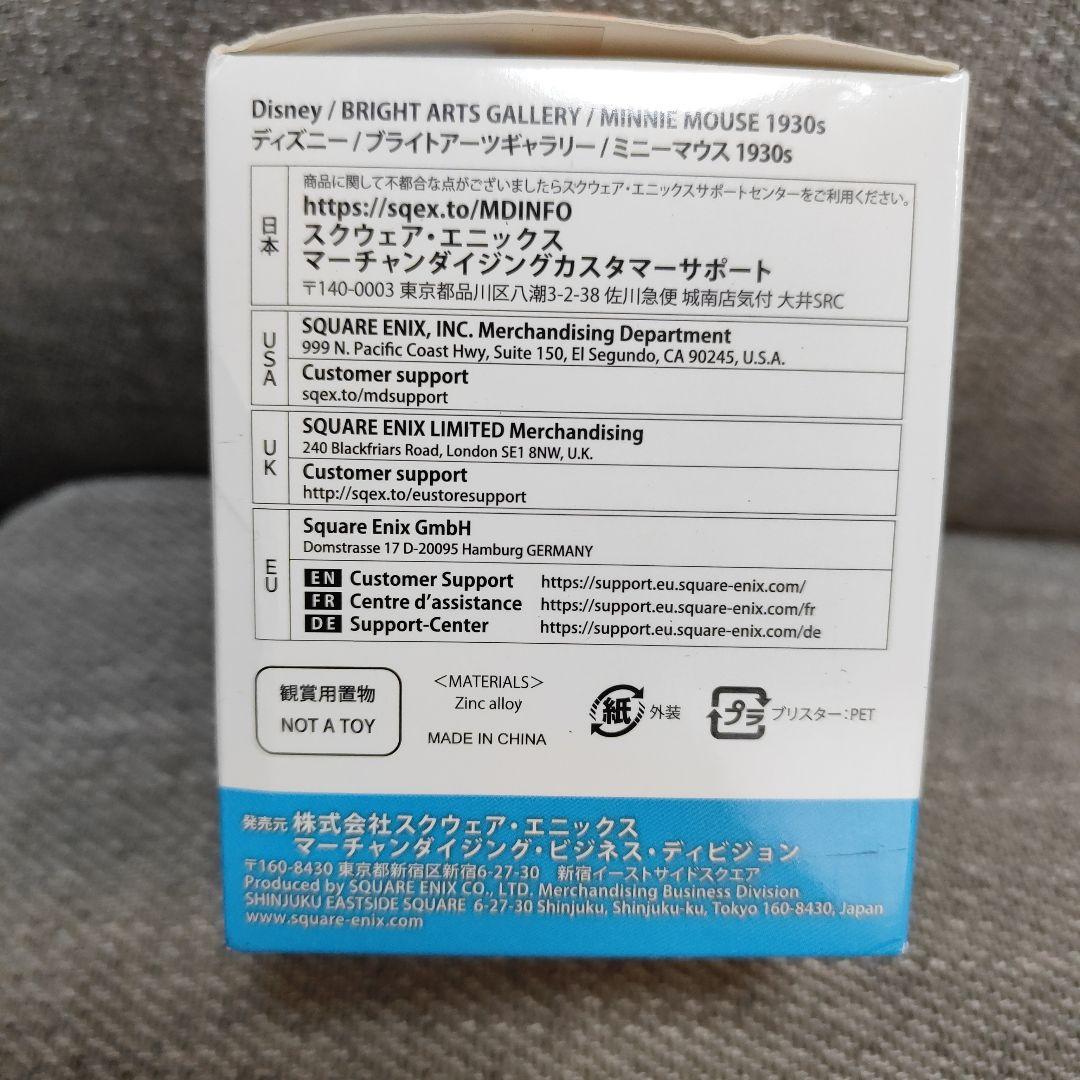 Disney / BRIGHT ARTS GALLERY / MINNIE MOUSE 1930s
ディズニー / ブライトアーツギャラリー / ミニーマウス 1930s
日本
商品に関して不都合な点がございましたらスクウェア・エニックスサポートセンターをご利用ください。
https://sqex.to/MDINFO
スクウェア・エニックス
マーチャンダイジングカスタマーサポート
〒140-0003 東京都品川区八潮3-2-38 佐川急便 城南店気付 大井SRC
USA
SQUARE ENIX, INC. Merchandising Department
999 N. Pacific Coast Hwy, Suite 150, El Segundo, CA 90245, U.S.A.
Customer support
sqex.to/mdsupport
UK
SQUARE ENIX LIMITED Merchandising
240 Blackfriars Road, London SE1 8NW, U.K.
Customer support
http://sqex.to/eustoresupport
EU
Square Enix GmbH
Domstrasse 17 D-20095 Hamburg GERMANY
EN Customer Support https://support.eu.square-enix.com/
FR Centre d'assistance https://support.eu.square-enix.com/fr
DE Support-Center https://support.eu.square-enix.com/de
観賞用置物
NOT A TOY
<MATERIALS>
Zinc alloy
MADE IN CHINA
紙 外装
プラ ブリスター:PET
発売元 株式会社スクウェア・エニックス
マーチャンダイジング・ビジネス・ディビジョン
〒160-8430 東京都新宿区新宿6-27-30 新宿イーストサイドスクエア
Produced by SQUARE ENIX CO., LTD. Merchandising Business Division
SHINJUKU EASTSIDE SQUARE 6-27-30 Shinjuku, Shinjuku-ku, Tokyo 160-8430, Japan
www.square-enix.com